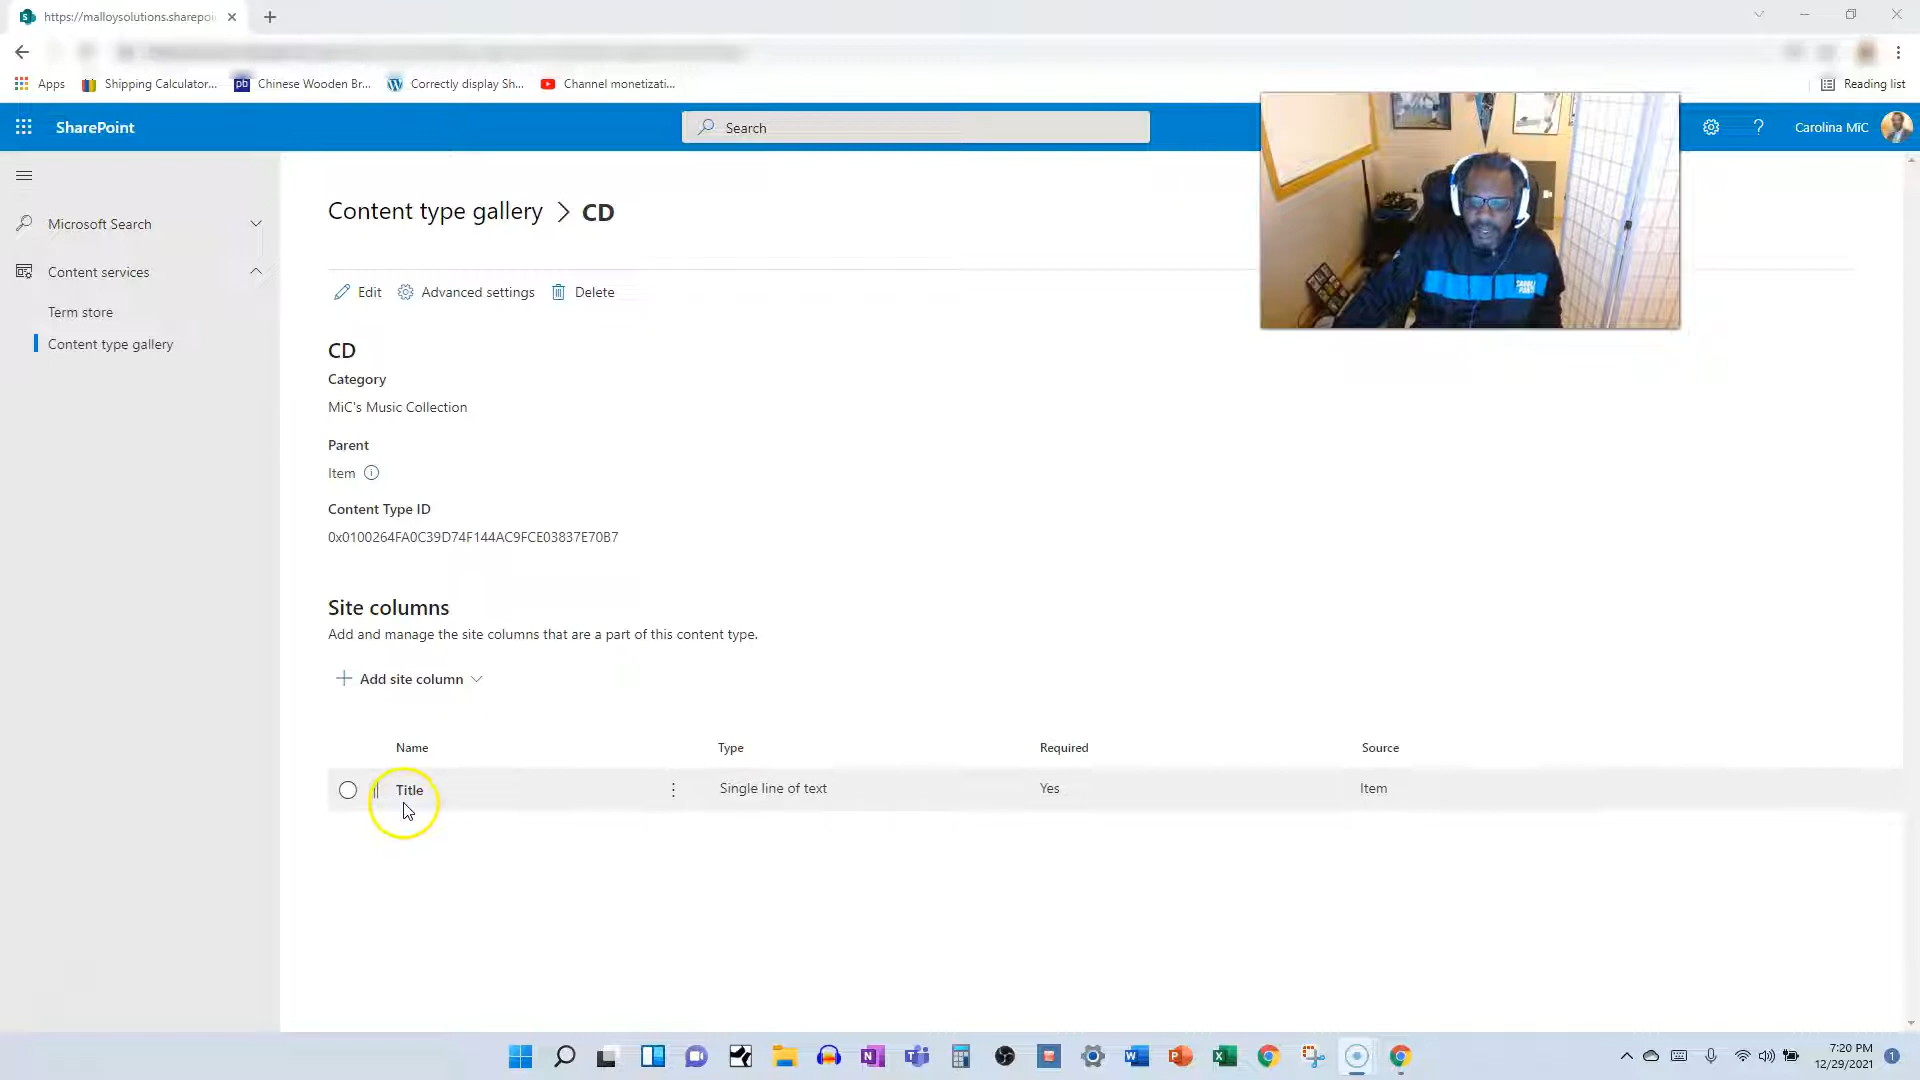 https://malloysolutions.sharepoi
Apps
Shipping Calculator...
pb
Chinese Wooden Br...
Correctly display Sh...
Channel monetizati...
Reading list
SharePoint
Search
?
Carolina MiC
Microsoft Search
Content services
Term store
Content type gallery
Content type gallery > CD
Edit
Advanced settings
Delete
CD
Category
MiC's Music Collection
Parent
Item
Content Type ID
0x0100264FA0C39D74F144AC9FCE03837E70B7
Site columns
Add and manage the site columns that are a part of this content type.
Add site column
Name Type Required Source
Title Single line of text Yes Item
7:20 PM
12/29/2021
1